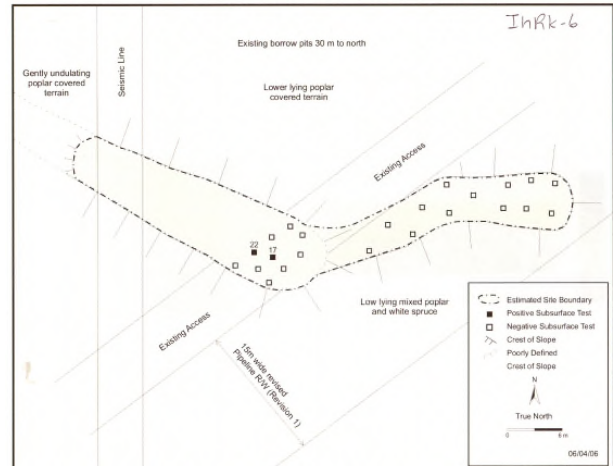 InRk-6
Existing borrow pits 30 m to north
Gently undulating
poplar covered
terrain
Seismic Line
Lower lying poplar
covered terrain
Existing Access
22
17
Low lying mixed poplar
and white spruce
Existing Access
15m wide revised
Pipeline R/W (Revision 1)
Estimated Site Boundary
Positive Subsurface Test
Negative Subsurface Test
Crest of Slope
Poorly Defined
Crest of Slope
N
True North
0
6 m
06/04/06